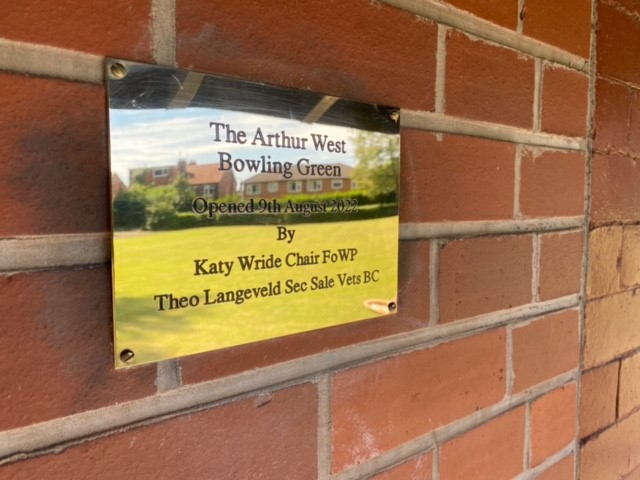 The Arthur West
Bowling Green
Opened 9th August 2022
By
Katy Wride Chair FoWP
Theo Langeveld Sec Sale Vets BC